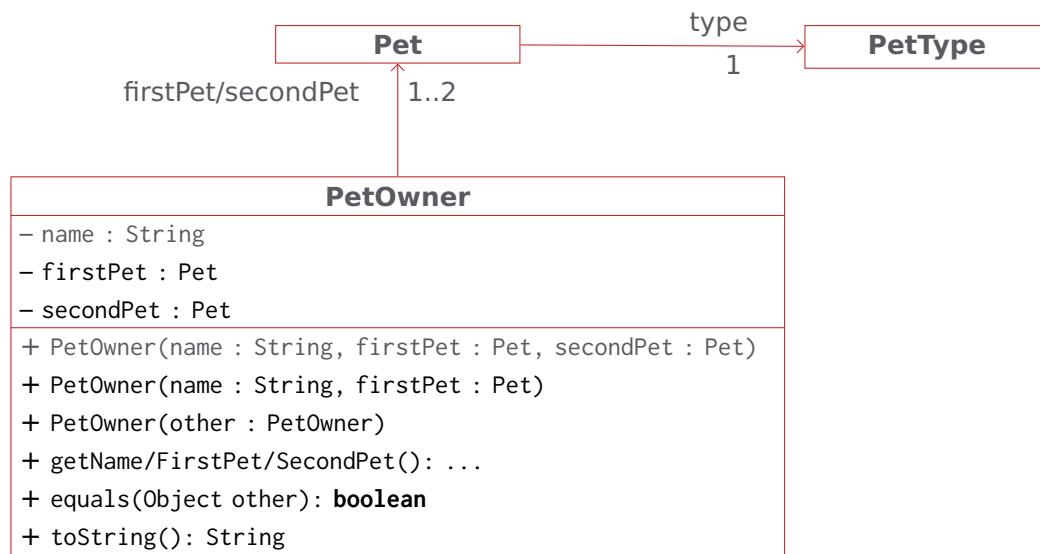 type
Pet
PetType
1
firstPet/secondPet
1..2
PetOwner
– name : String
– firstPet : Pet
– secondPet : Pet
+ PetOwner(name : String, firstPet : Pet, secondPet : Pet)
+ PetOwner(name : String, firstPet : Pet)
+ PetOwner(other : PetOwner)
+ getName/FirstPet/SecondPet(): ...
+ equals(Object other): boolean
+ toString(): String